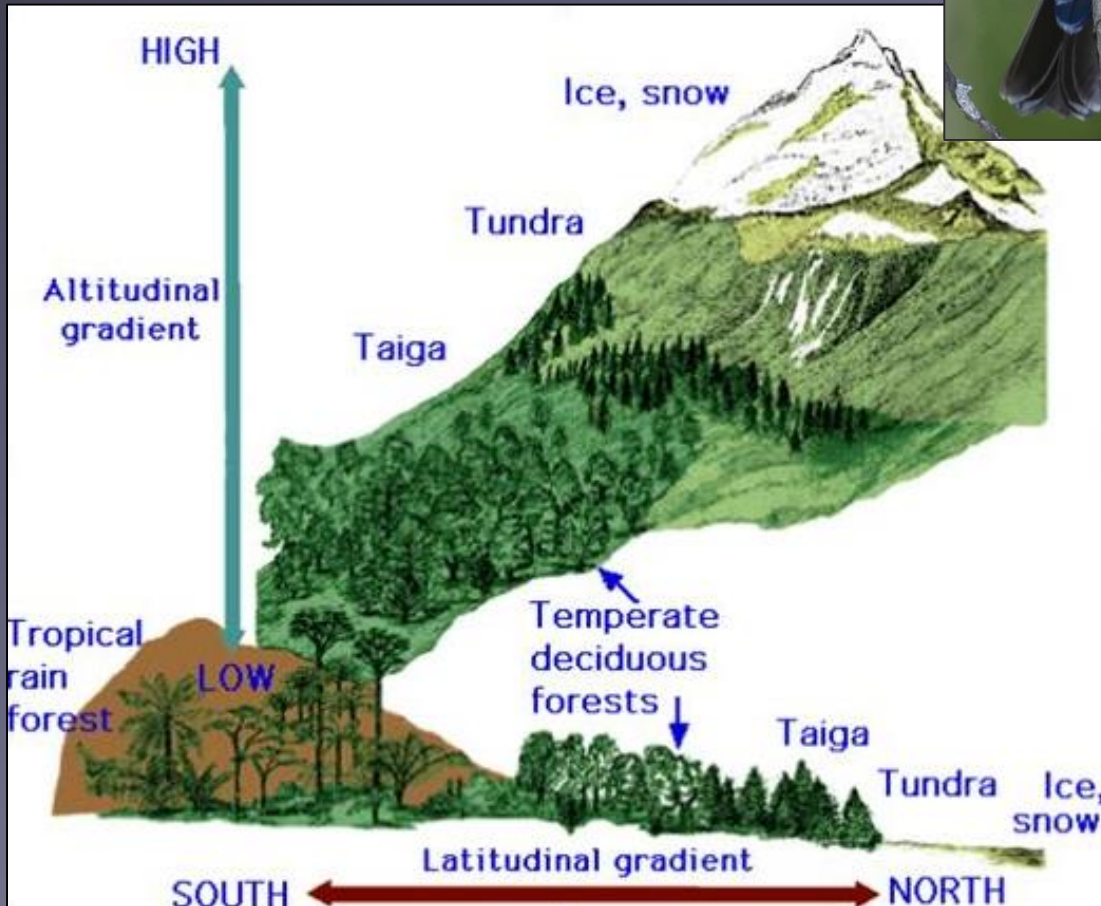 HIGH
Ice, snow
Tundra
Altitudinal
gradient
Taiga
Temperate
deciduous
forests
Tropical
rain
forest
LOW
Taiga
Tundra
Ice,
snow
Latitudinal gradient
SOUTH
NORTH